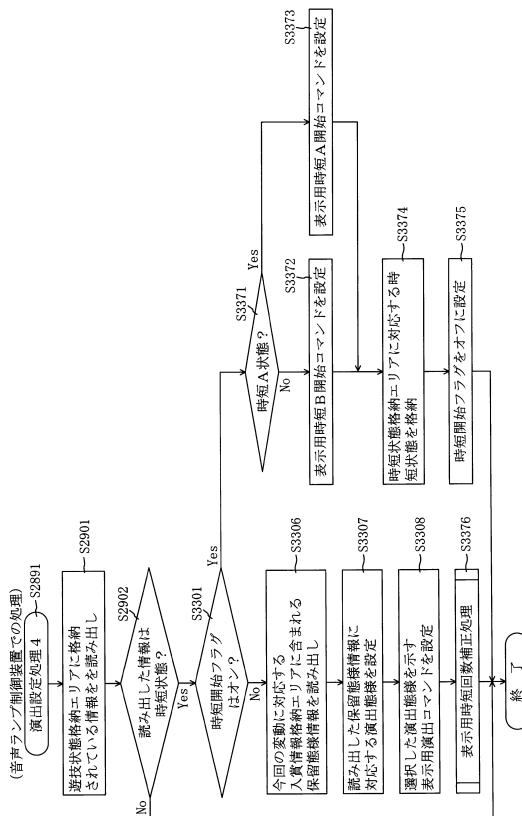 (音声ランプ制御装置での処理)
演出設定処理4
S2891
遊技状態格納エリアに格納
されている情報をを読み出し
S2901
読み出した情報は
時短状態?
S2902
No
Yes
時短開始フラグ
はオン?
S3301
Yes
No
今回の変動に対応する
入賞情報格納エリアに含まれる
保留態様情報を読み出し
S3306
読み出した保留態様情報に
対応する演出態様を設定
S3307
選択した演出態様を示す
表示用演出コマンドを設定
S3308
表示用時短回数補正処理
S3376
終 了
時短A状態?
S3371
Yes
No
表示用時短B開始コマンドを設定
S3372
表示用時短A開始コマンドを設定
S3373
時短状態格納エリアに対応する時
短状態を格納
S3374
時短開始フラグをオフに設定
S3375